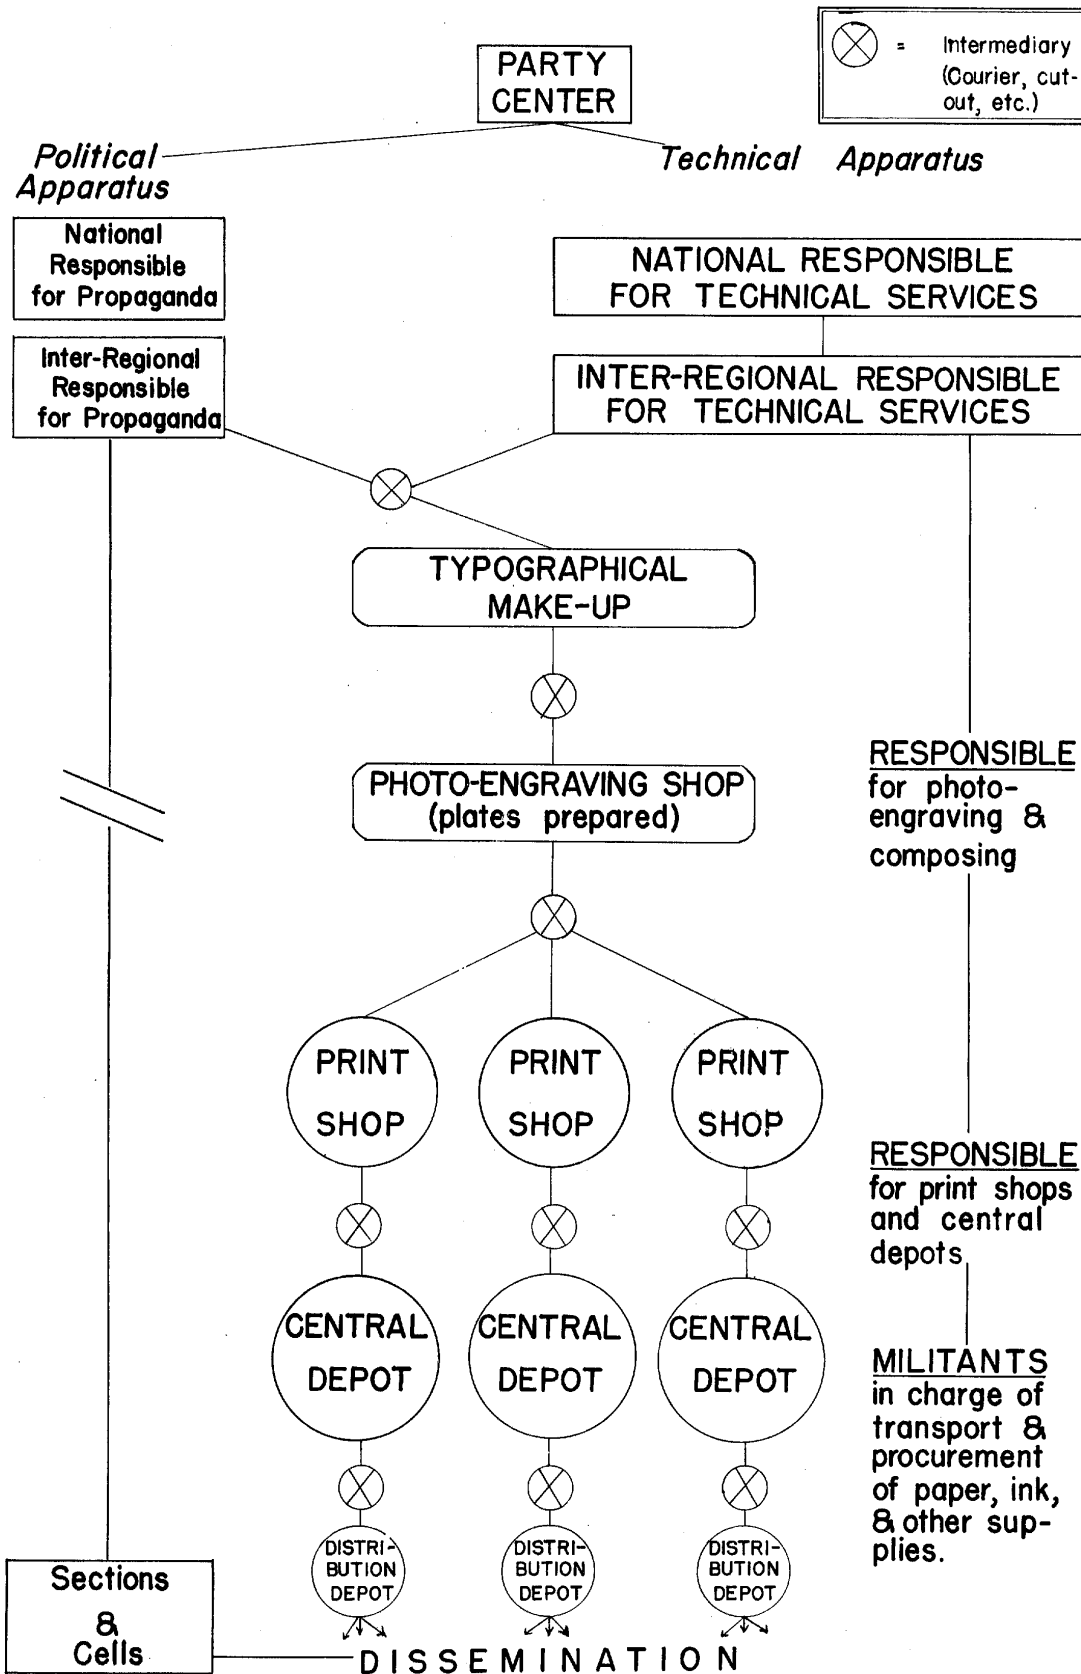 PARTY
CENTER
= Intermediary
(Courier, cut-
out, etc.)
Political
Apparatus
Technical Apparatus
National
Responsible
for Propaganda
NATIONAL RESPONSIBLE
FOR TECHNICAL SERVICES
Inter-Regional
Responsible
for Propaganda
INTER-REGIONAL RESPONSIBLE
FOR TECHNICAL SERVICES
TYPOGRAPHICAL
MAKE-UP
PHOTO-ENGRAVING SHOP
(plates prepared)
RESPONSIBLE
for photo-
engraving &
composing
PRINT
SHOP
PRINT
SHOP
PRINT
SHOP
RESPONSIBLE
for print shops
and central
depots
CENTRAL
DEPOT
CENTRAL
DEPOT
CENTRAL
DEPOT
MILITANTS
in charge of
transport &
procurement
of paper, ink,
& other sup-
plies.
DISTRI-
BUTION
DEPOT
DISTRI-
BUTION
DEPOT
DISTRI-
BUTION
DEPOT
Sections
&
Cells
DISSEMINATION